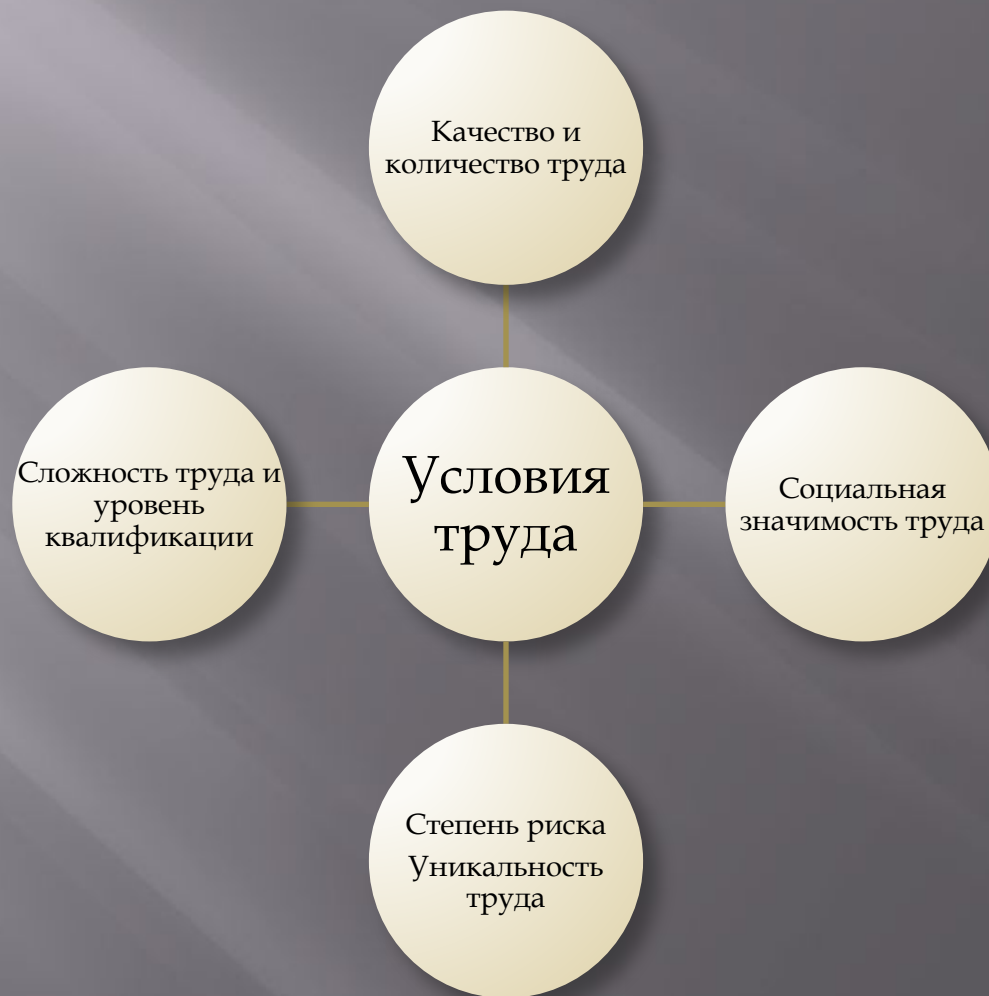 Качество и
количество труда
Сложность труда и
уровень
квалификации
Условия
труда
Социальная
значимость труда
Степень риска
Уникальность
труда